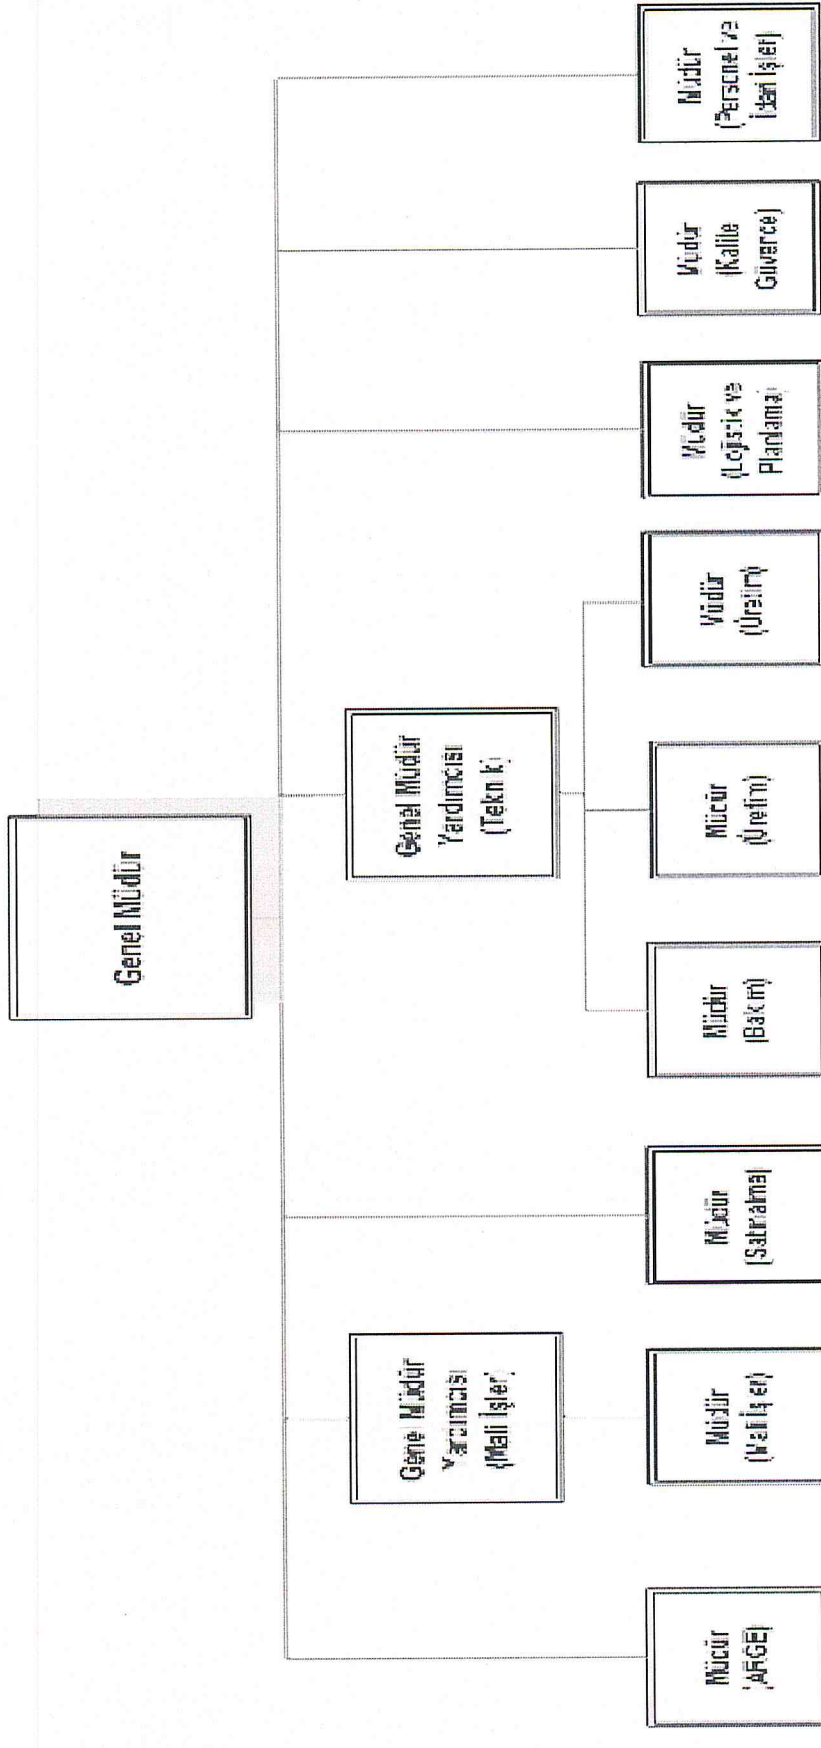 Genel Müdür
Genel Müdür
Yardımcısı
(Mali İşler)
Genel Müdür
Yardımcısı
(Teknik)
Müdür
(ARGE)
Müdür
(Mali İşler)
Müdür
(Satınalma)
Müdür
(Bakım)
Müdür
(Üretim)
Müdür
(Üretim)
Müdür
(Lojistik ve
Planlama)
Müdür
(Kalite
Güvence)
Müdür
(Personel ve
İdari İşler)